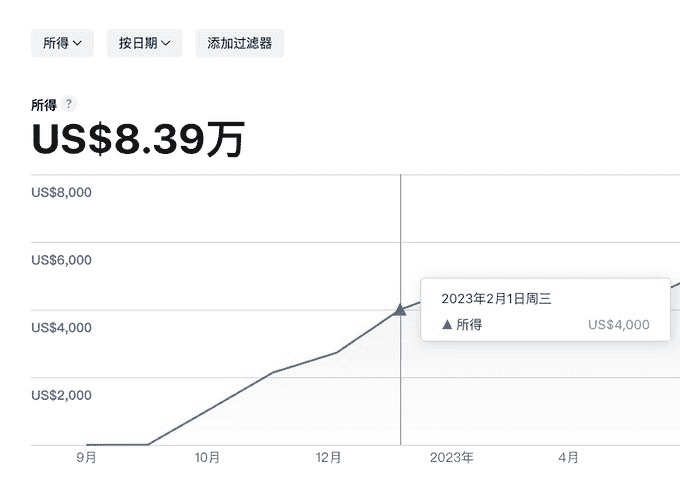 所得 按日期 添加过滤器
所得 ?
US$8.39万
US$8,000
US$6,000
2023年2月1日周三
所得 US$4,000
US$4,000
US$2,000
9月 10月 12月 2023年 4月